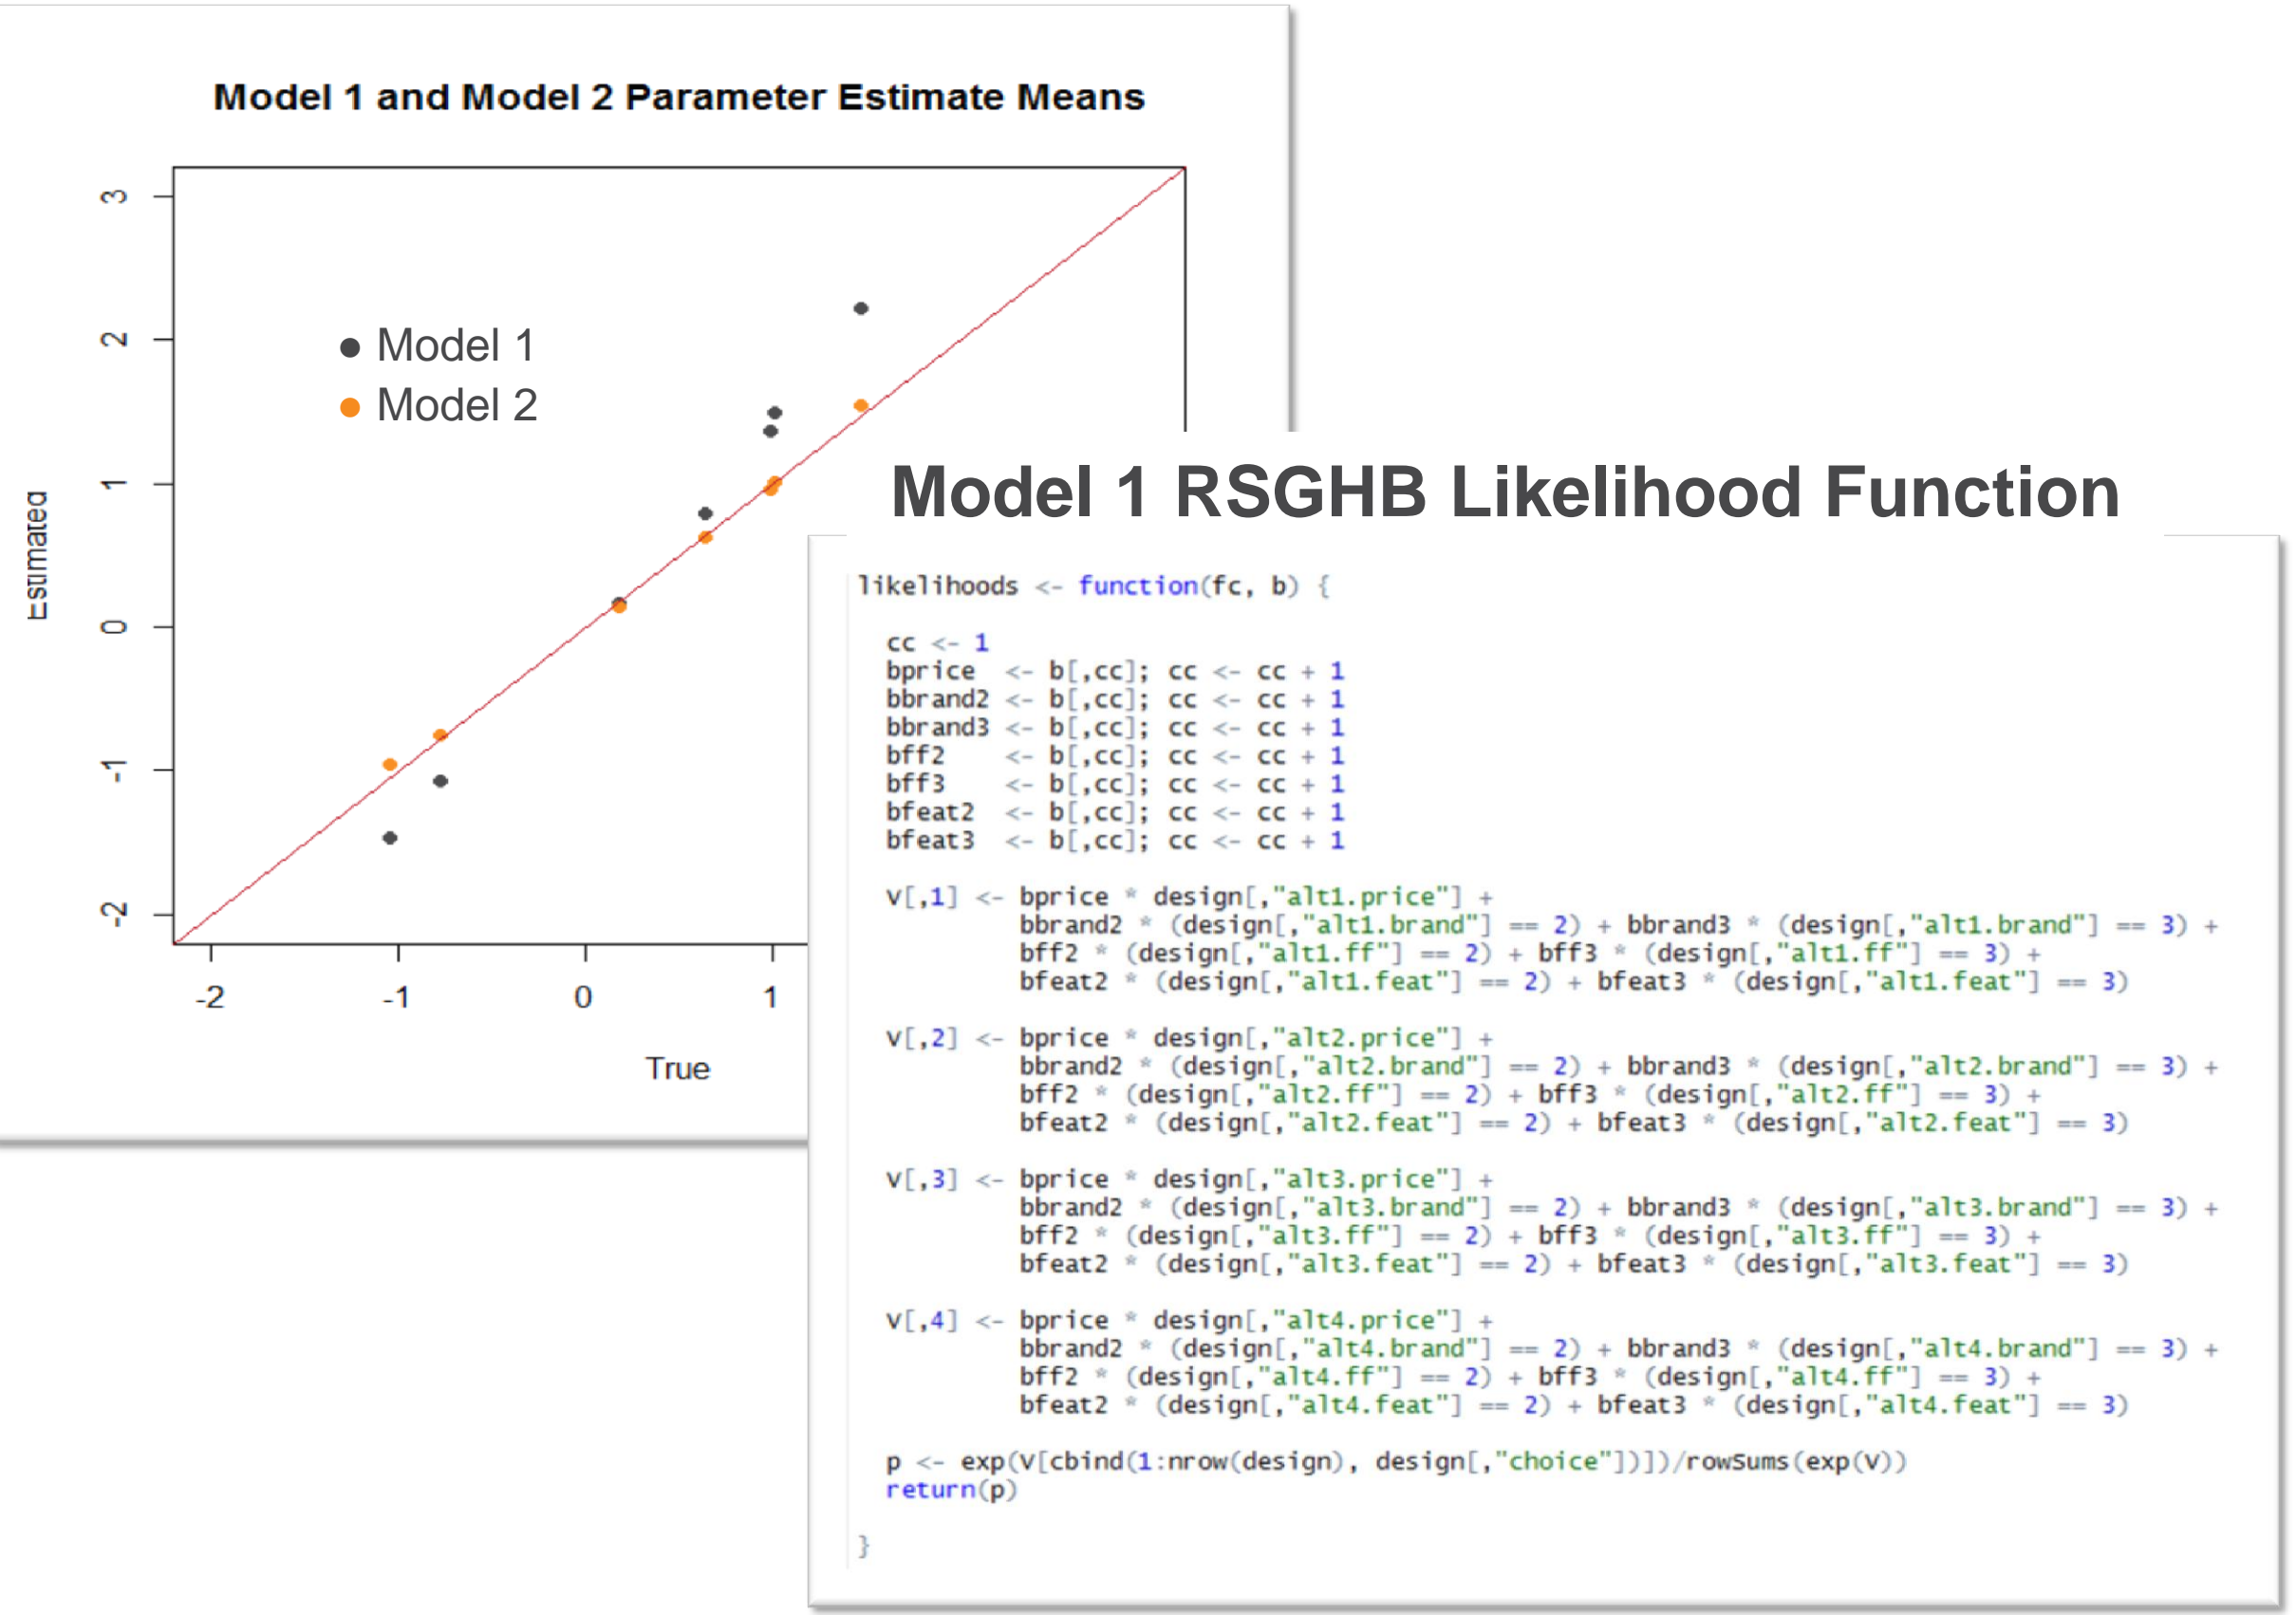 Model 1 and Model 2 Parameter Estimate Means
3
2
1
0
-1
-2
Estimated
Model 1
Model 2
-2
-1
0
1
True
Model 1 RSGHB Likelihood Function
likelihoods <- function(fc, b) {
cc <- 1
bprice <- b[,cc]; cc <- cc + 1
bbrand2 <- b[,cc]; cc <- cc + 1
bbrand3 <- b[,cc]; cc <- cc + 1
bff2 <- b[,cc]; cc <- cc + 1
bff3 <- b[,cc]; cc <- cc + 1
bfeat2 <- b[,cc]; cc <- cc + 1
bfeat3 <- b[,cc]; cc <- cc + 1
V[,1] <- bprice * design[,"alt1.price"] +
bbrand2 * (design[,"alt1.brand"] == 2) + bbrand3 * (design[,"alt1.brand"] == 3) +
bff2 * (design[,"alt1.ff"] == 2) + bff3 * (design[,"alt1.ff"] == 3) +
bfeat2 * (design[,"alt1.feat"] == 2) + bfeat3 * (design[,"alt1.feat"] == 3)
V[,2] <- bprice * design[,"alt2.price"] +
bbrand2 * (design[,"alt2.brand"] == 2) + bbrand3 * (design[,"alt2.brand"] == 3) +
bff2 * (design[,"alt2.ff"] == 2) + bff3 * (design[,"alt2.ff"] == 3) +
bfeat2 * (design[,"alt2.feat"] == 2) + bfeat3 * (design[,"alt2.feat"] == 3)
V[,3] <- bprice * design[,"alt3.price"] +
bbrand2 * (design[,"alt3.brand"] == 2) + bbrand3 * (design[,"alt3.brand"] == 3) +
bff2 * (design[,"alt3.ff"] == 2) + bff3 * (design[,"alt3.ff"] == 3) +
bfeat2 * (design[,"alt3.feat"] == 2) + bfeat3 * (design[,"alt3.feat"] == 3)
V[,4] <- bprice * design[,"alt4.price"] +
bbrand2 * (design[,"alt4.brand"] == 2) + bbrand3 * (design[,"alt4.brand"] == 3) +
bff2 * (design[,"alt4.ff"] == 2) + bff3 * (design[,"alt4.ff"] == 3) +
bfeat2 * (design[,"alt4.feat"] == 2) + bfeat3 * (design[,"alt4.feat"] == 3)
p <- exp(V[cbind(1:nrow(design), design[,"choice"])])/rowSums(exp(V))
return(p)
}